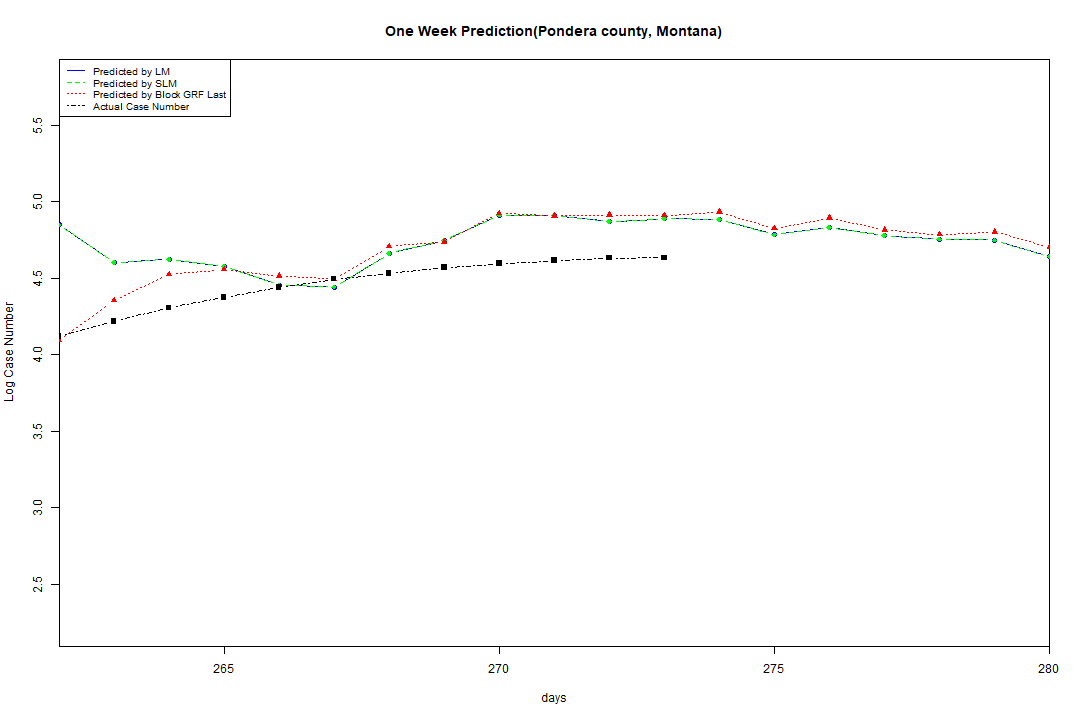 One Week Prediction(Pondera county, Montana)
Predicted by LM
Predicted by SLM
Predicted by Block GRF Last
Actual Case Number
5.5
5.0
4.5
4.0
3.5
3.0
2.5
Log Case Number
265 270 275 280
days